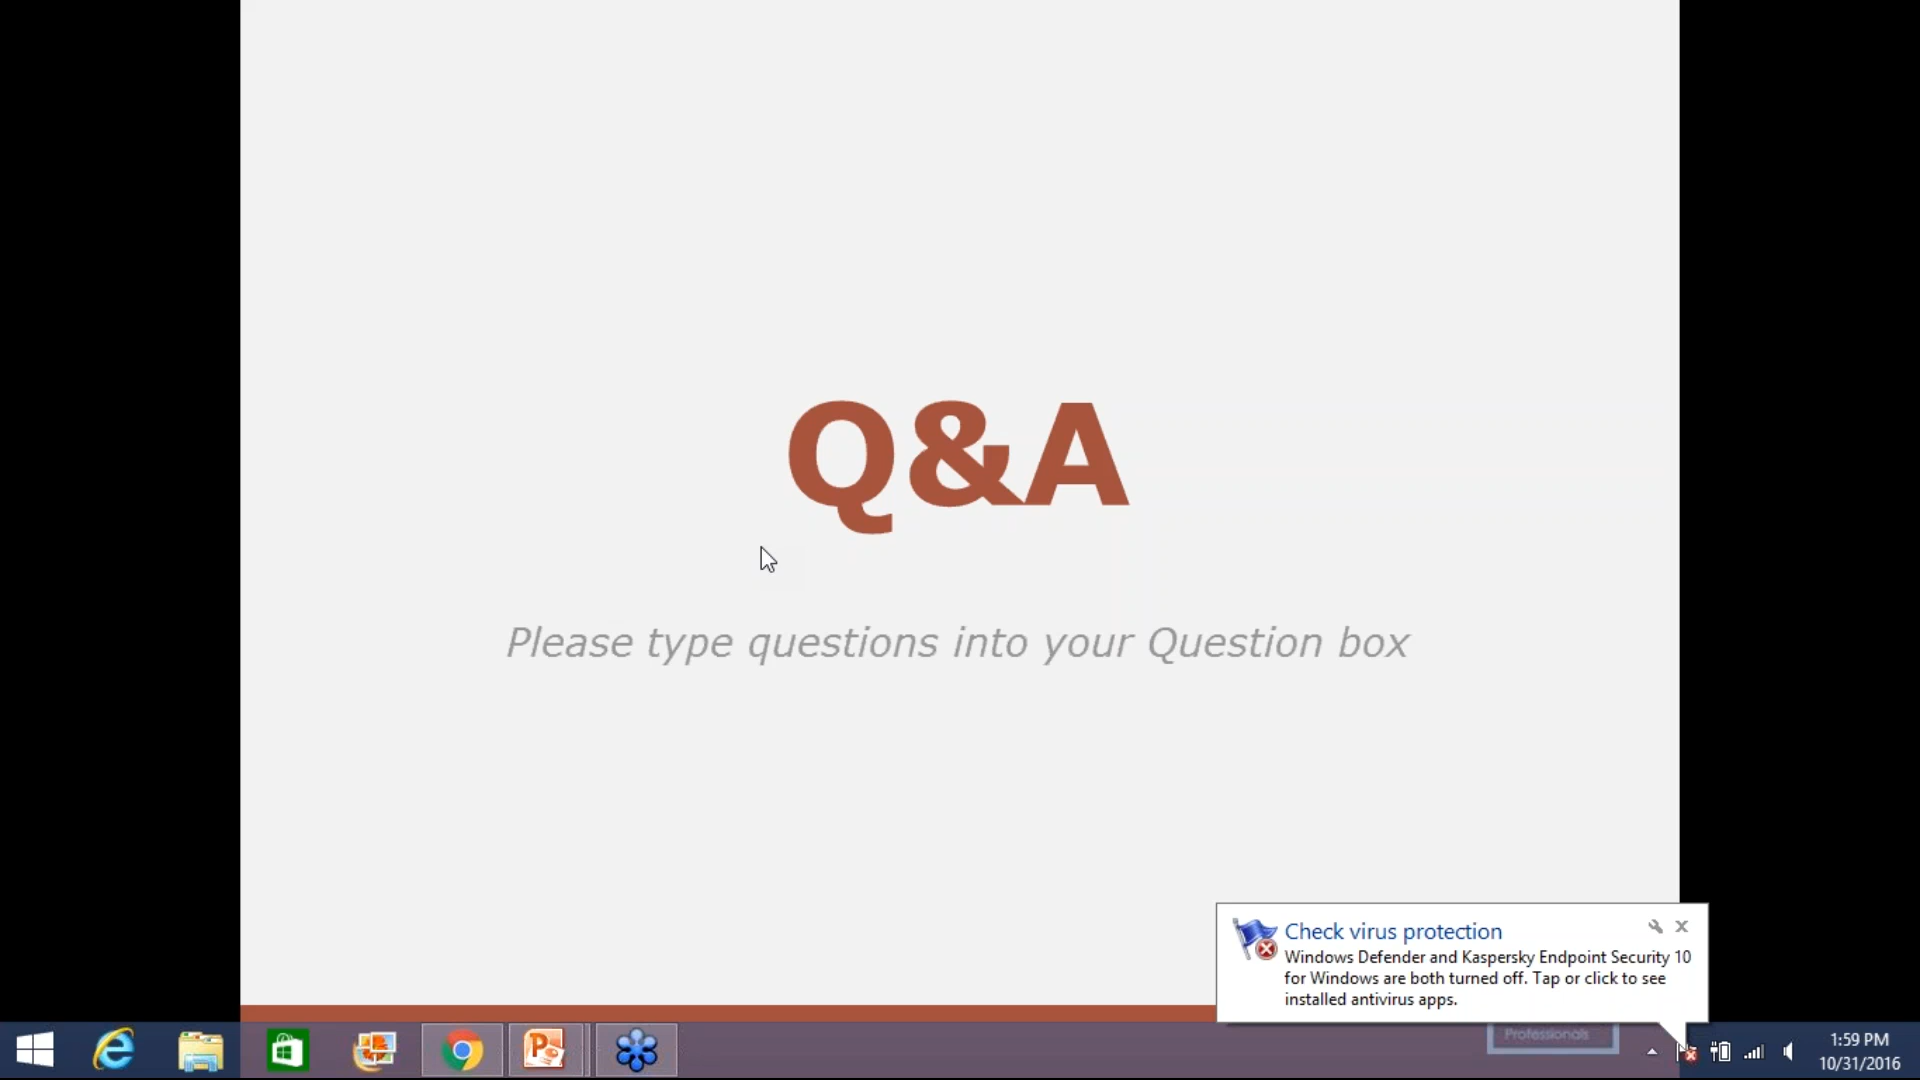 Q&A
Please type questions into your Question box
Check virus protection
Windows Defender and Kaspersky Endpoint Security 10
for Windows are both turned off. Tap or click to see
installed antivirus apps.
Professionals
1:59 PM
10/31/2016